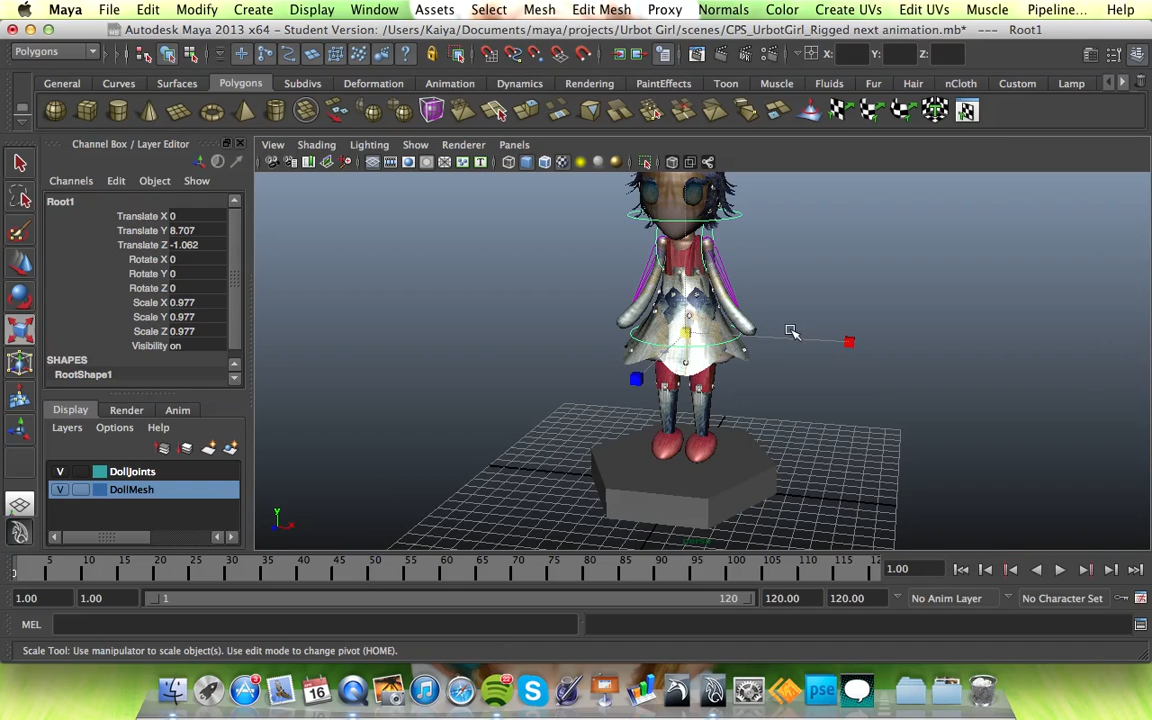 Maya File Edit Modify Create Display Window Assets Select Mesh Edit Mesh Proxy Normals Color Create UVs Edit UVs Muscle Pipeline... Help
Autodesk Maya 2013 x64 - Student Version: /Users/Kaiya/Documents/maya/projects/Urbot Girl/scenes/CPS_UrbotGirl_Rigged next animation.mb* --- Root1
Polygons X: Y: Z:
General Curves Surfaces Polygons Subdivs Deformation Animation Dynamics Rendering PaintEffects Toon Muscle Fluids Fur Hair nCloth Custom Lamp
Channel Box / Layer Editor
View Shading Lighting Show Renderer Panels
Channels Edit Object Show
Root1
Translate X 0
Translate Y 8.707
Translate Z -1.062
Rotate X 0
Rotate Y 0
Rotate Z 0
Scale X 0.977
Scale Y 0.977
Scale Z 0.977
Visibility on
SHAPES
RootShape1
Display Render Anim
Layers Options Help
V DollJoints
V DollMesh
y
x
z
persp
5 10 15 20 25 30 35 40 45 50 55 60 65 70 75 80 85 90 95 100 105 110 115 12
1.00
1.00 1.00 1 120 120.00 120.00 No Anim Layer No Character Set
MEL
Scale Tool: Use manipulator to scale object(s). Use edit mode to change pivot (HOME).
16
pse